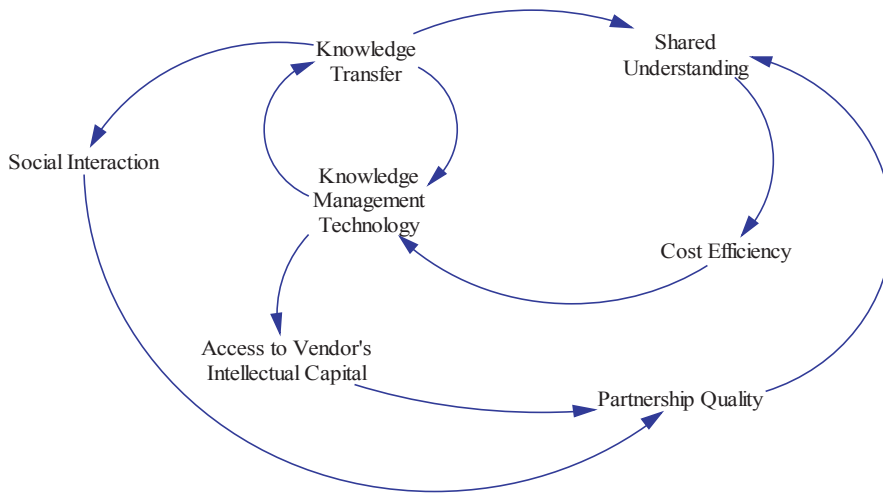 Knowledge
Transfer
Shared
Understanding
Social Interaction
Knowledge
Management
Technology
Cost Efficiency
Access to Vendor's
Intellectual Capital
Partnership Quality